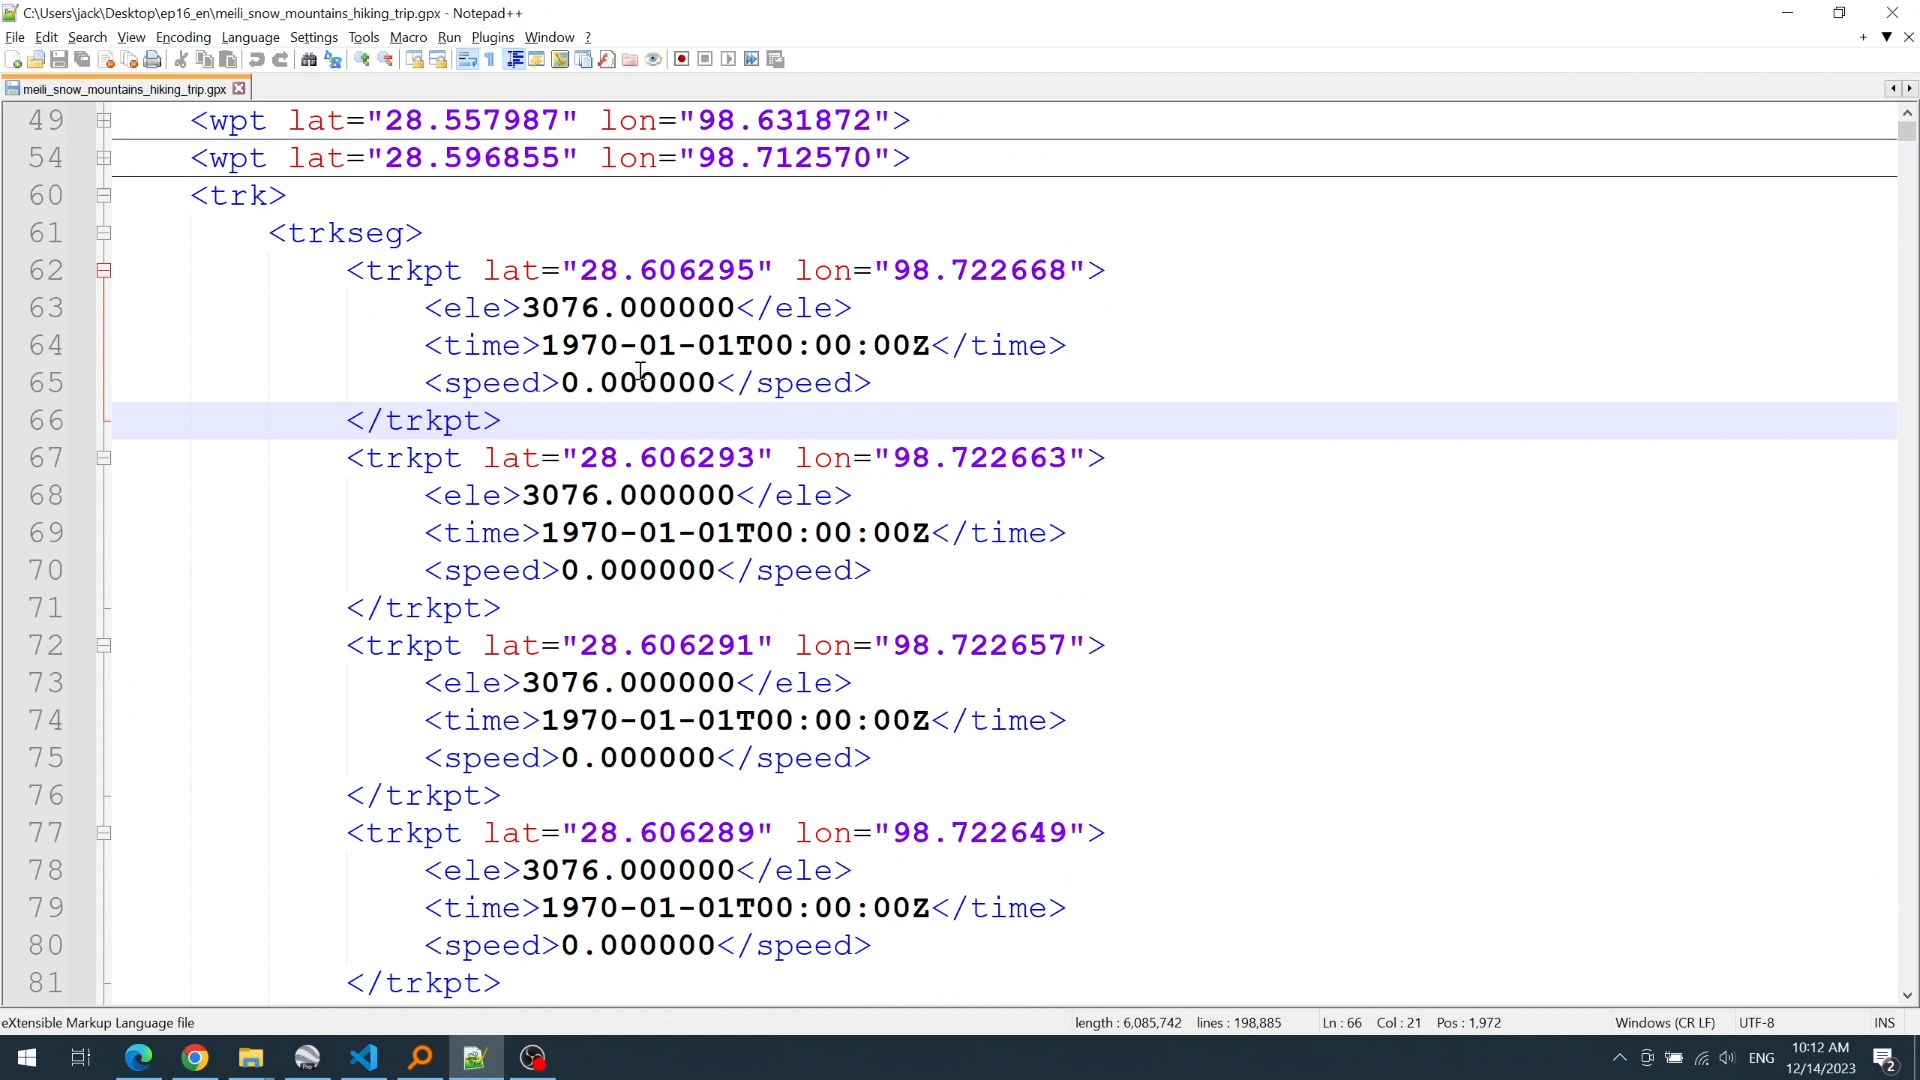 C:\Users\jack\Desktop\ep16_en\meili_snow_mountains_hiking_trip.gpx - Notepad++
File Edit Search View Encoding Language Settings Tools Macro Run Plugins Window ?
meili_snow_mountains_hiking_trip.gpx
49 <wpt lat="28.557987" lon="98.631872">
54 <wpt lat="28.596855" lon="98.712570">
60 <trk>
61 <trkseg>
62 <trkpt lat="28.606295" lon="98.722668">
63 <ele>3076.000000</ele>
64 <time>1970-01-01T00:00:00Z</time>
65 <speed>0.000000</speed>
66 </trkpt>
67 <trkpt lat="28.606293" lon="98.722663">
68 <ele>3076.000000</ele>
69 <time>1970-01-01T00:00:00Z</time>
70 <speed>0.000000</speed>
71 </trkpt>
72 <trkpt lat="28.606291" lon="98.722657">
73 <ele>3076.000000</ele>
74 <time>1970-01-01T00:00:00Z</time>
75 <speed>0.000000</speed>
76 </trkpt>
77 <trkpt lat="28.606289" lon="98.722649">
78 <ele>3076.000000</ele>
79 <time>1970-01-01T00:00:00Z</time>
80 <speed>0.000000</speed>
81 </trkpt>
eXtensible Markup Language file length : 6,085,742 lines : 198,885 Ln : 66 Col : 21 Pos : 1,972 Windows (CR LF) UTF-8 INS
Pro ENG 10:12 AM
12/14/2023 2